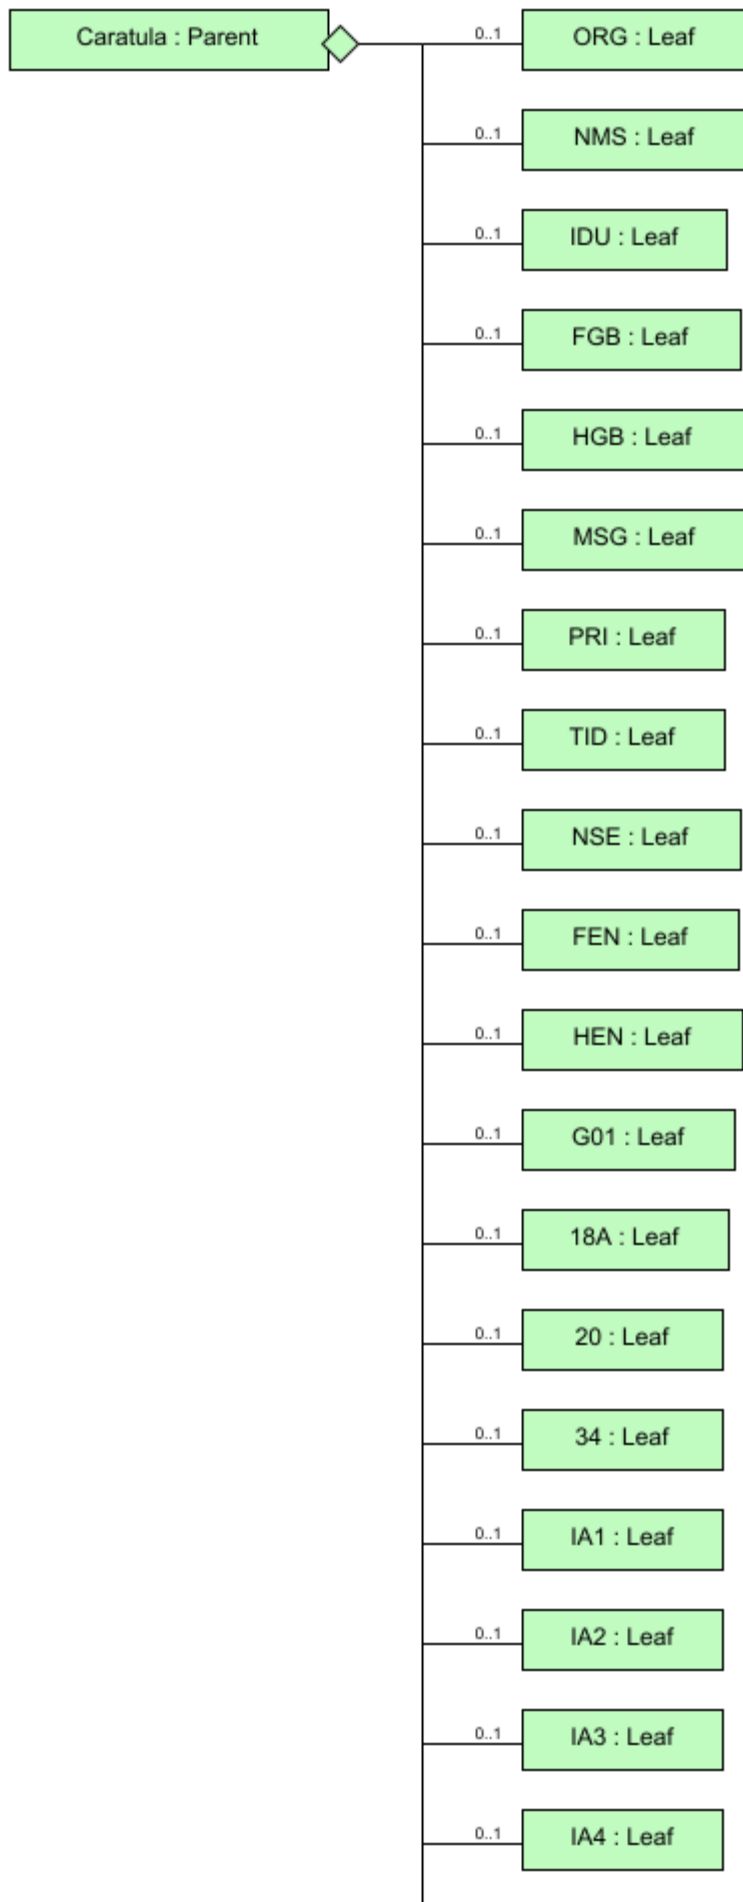 Caratula : Parent
0..1
ORG : Leaf
0..1
NMS : Leaf
0..1
IDU : Leaf
0..1
FGB : Leaf
0..1
HGB : Leaf
0..1
MSG : Leaf
0..1
PRI : Leaf
0..1
TID : Leaf
0..1
NSE : Leaf
0..1
FEN : Leaf
0..1
HEN : Leaf
0..1
G01 : Leaf
0..1
18A : Leaf
0..1
20 : Leaf
0..1
34 : Leaf
0..1
IA1 : Leaf
0..1
IA2 : Leaf
0..1
IA3 : Leaf
0..1
IA4 : Leaf